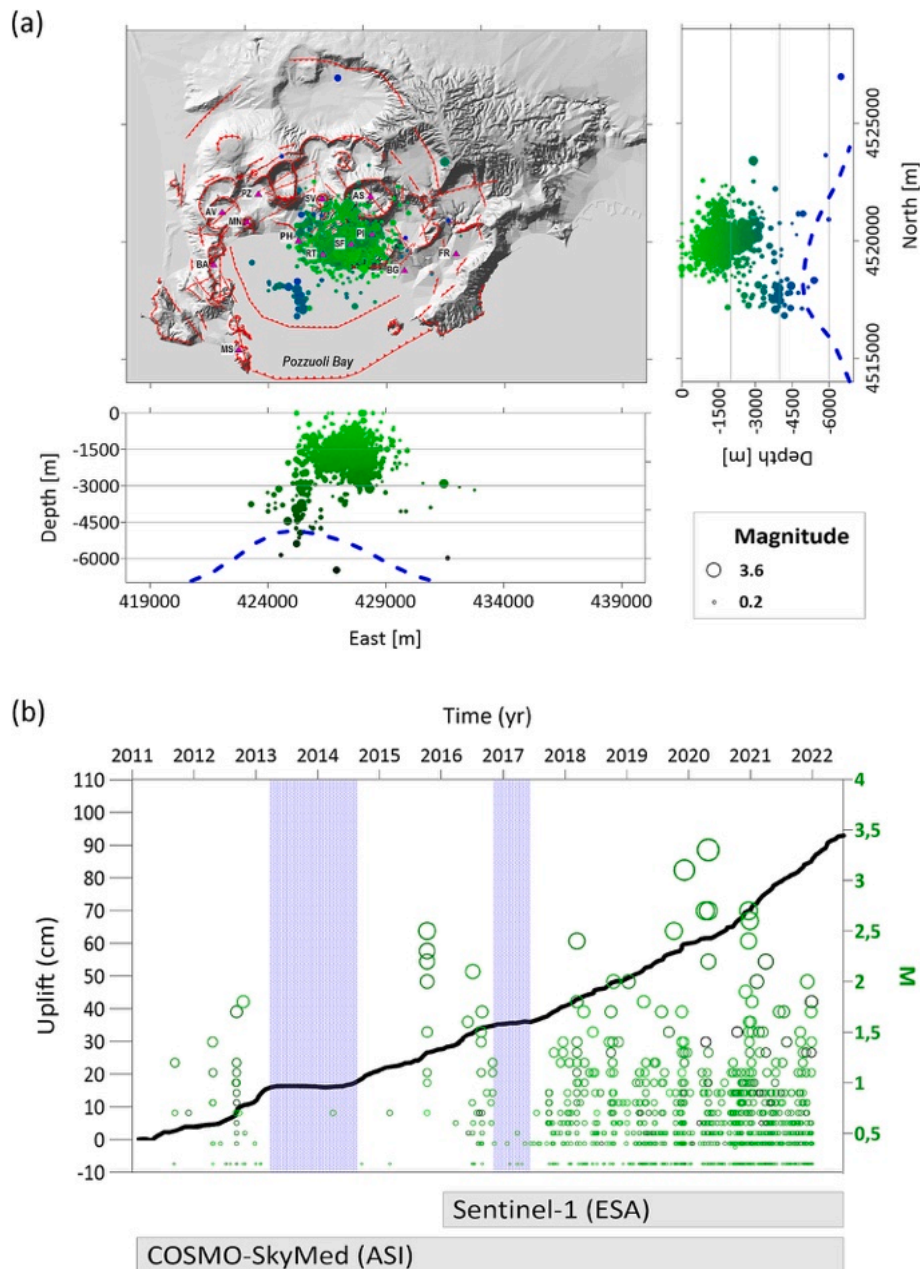 (a)
PZ
SV
AS
AV
MN
PH
PI
SF
RT
BA
BG
FR
MS
Pozzuoli Bay
4525000
4520000
4515000
North [m]
-1500
-3000
-4500
-6000
Depth [m]
0
-1500
-3000
-4500
-6000
Depth [m]
419000 424000 429000 434000 439000
East [m]
Magnitude
3.6
0.2
(b)
Time (yr)
2011 2012 2013 2014 2015 2016 2017 2018 2019 2020 2021 2022
110
100
90
80
70
60
50
40
30
20
10
0
-10
Uplift (cm)
4
3,5
3
2,5
2
1,5
1
0,5
M
Sentinel-1 (ESA)
COSMO-SkyMed (ASI)